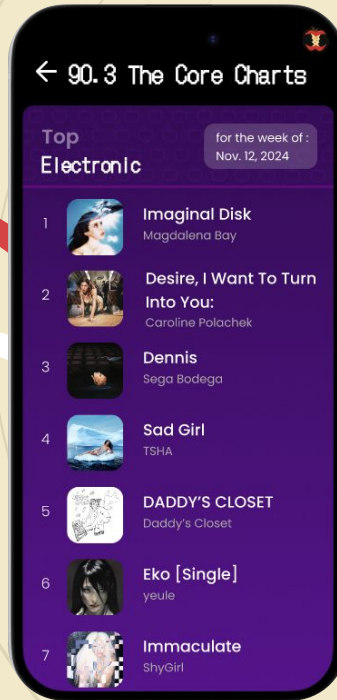 90.3 The Core Charts
Top
Electronic
for the week of :
Nov. 12, 2024
1
Imaginal Disk
Magdalena Bay
2
Desire, I Want To Turn
Into You:
Caroline Polachek
3
Dennis
Sega Bodega
4
Sad Girl
TSHA
5
DADDY'S CLOSET
Daddy's Closet
6
Eko [Single]
yeule
7
Immaculate
ShyGirl